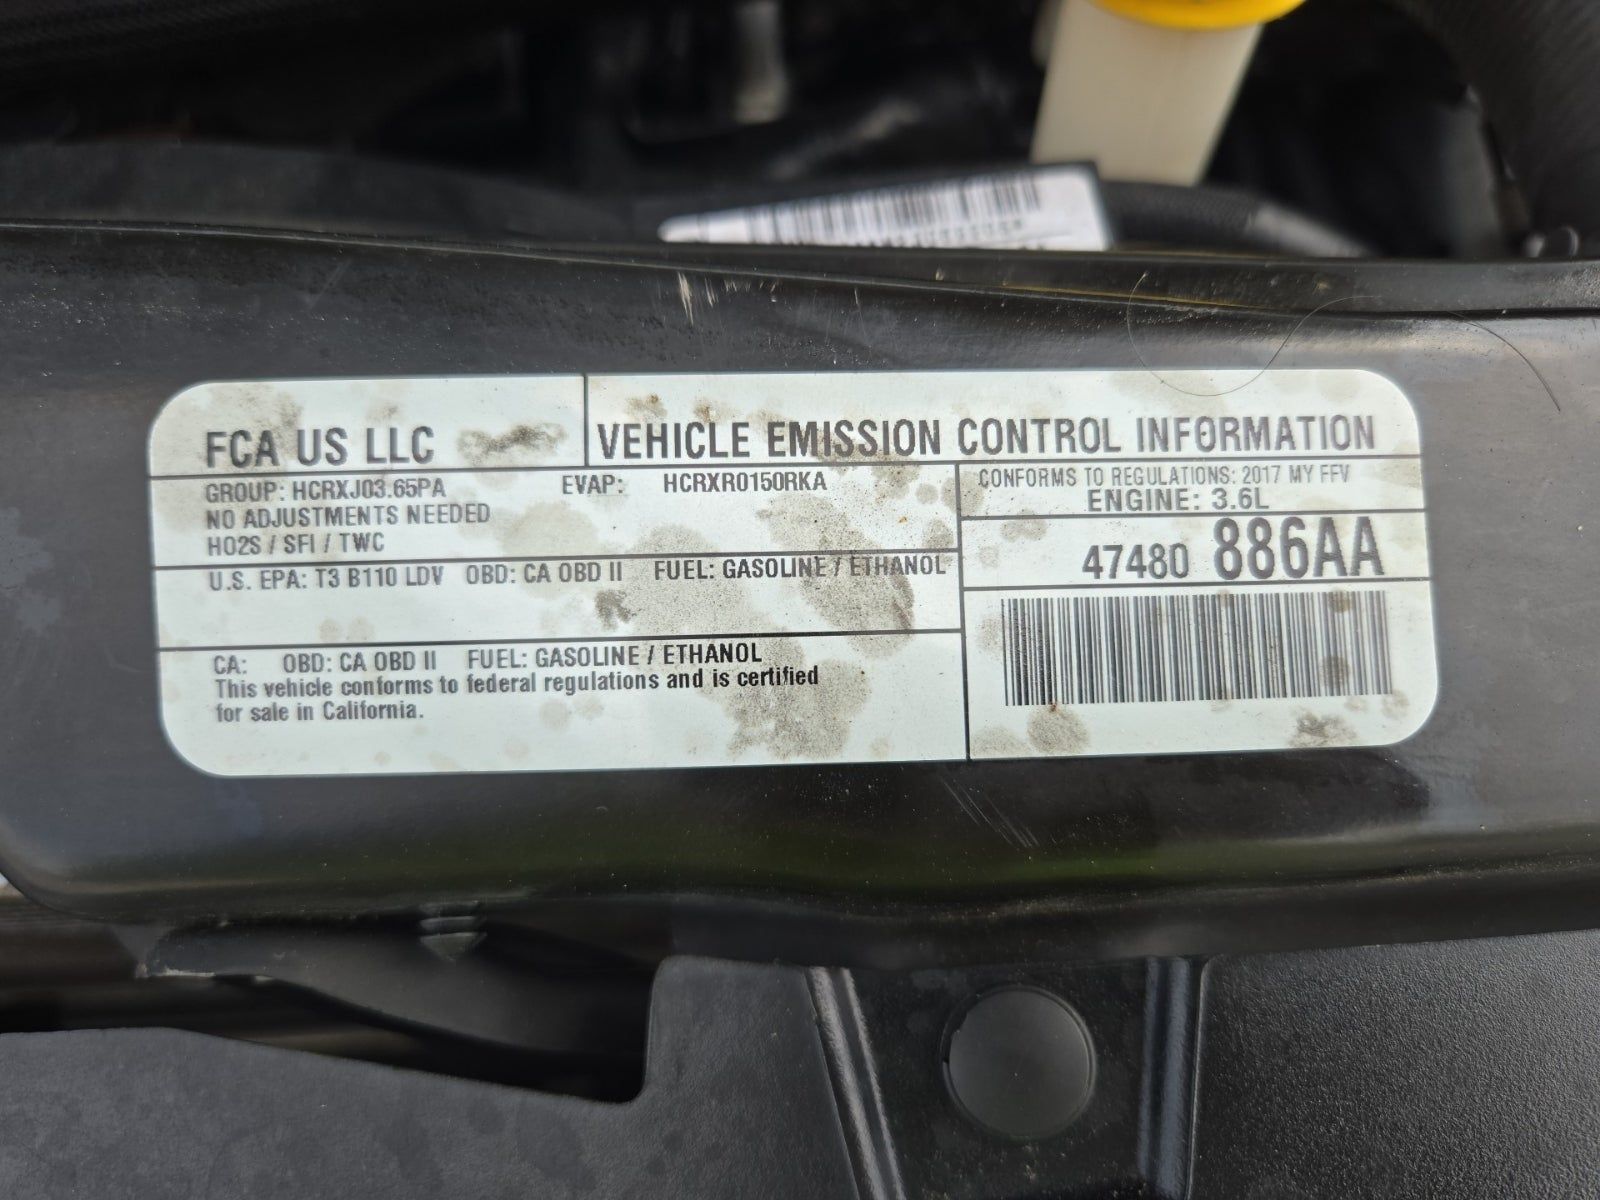 FCA US LLC
VEHICLE EMISSION CONTROL INFORMATION
GROUP: HCRXJ03.65PA EVAP: HCRXR0150RKA
NO ADJUSTMENTS NEEDED
HO2S / SFI / TWC
CONFORMS TO REGULATIONS: 2017 MY FFV
ENGINE: 3.6L
47480 886AA
U.S. EPA: T3 B110 LDV OBD: CA OBD II FUEL: GASOLINE / ETHANOL
CA: OBD: CA OBD II FUEL: GASOLINE / ETHANOL
This vehicle conforms to federal regulations and is certified
for sale in California.